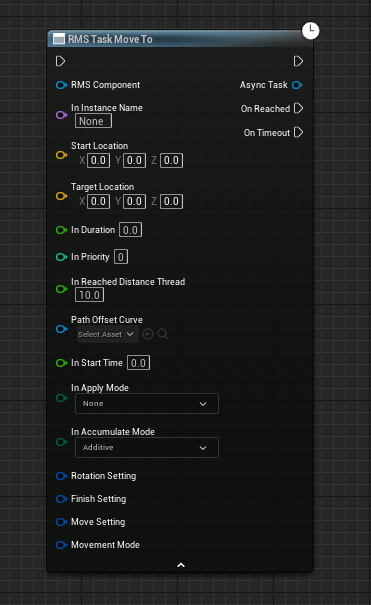 RMS Task Move To
RMS Component Async Task
In Instance Name On Reached
None
On Timeout
Start Location
X 0.0 Y 0.0 Z 0.0
Target Location
X 0.0 Y 0.0 Z 0.0
In Duration 0.0
In Priority 0
In Reached Distance Thread
10.0
Path Offset Curve
Select Asset
In Start Time 0.0
In Apply Mode
None
In Accumulate Mode
Additive
Rotation Setting
Finish Setting
Move Setting
Movement Mode